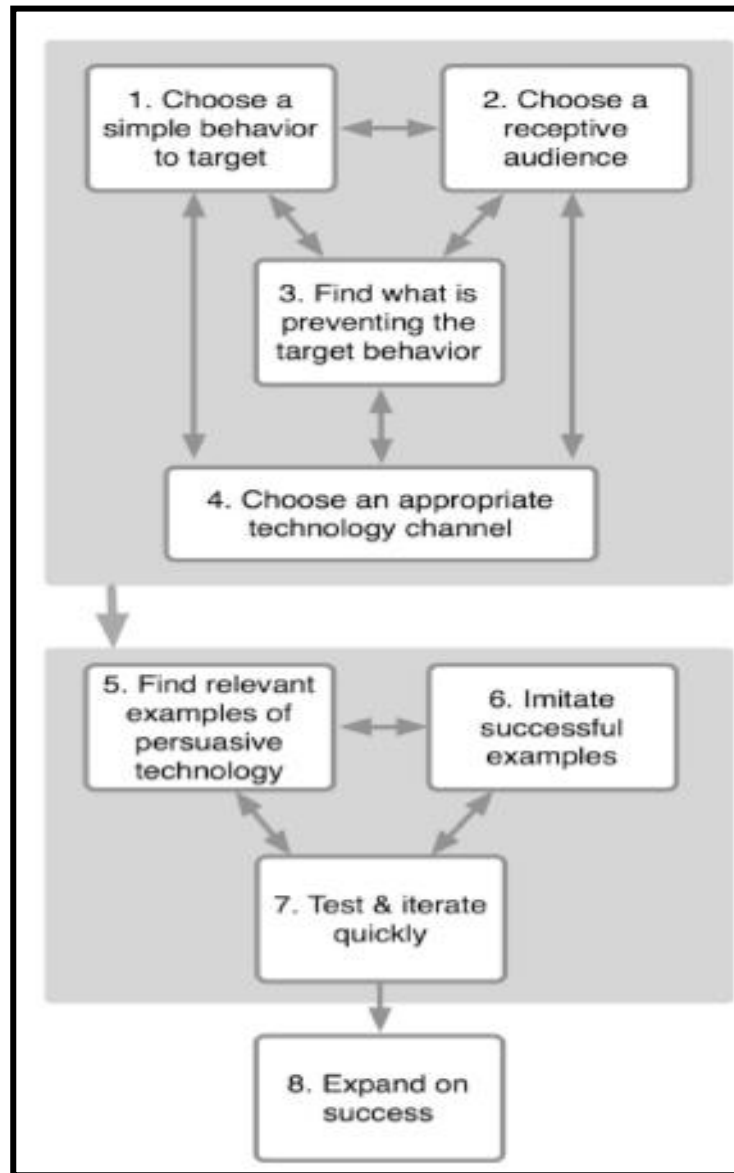 1. Choose a
simple behavior
to target
2. Choose a
receptive
audience
3. Find what is
preventing the
target behavior
4. Choose an appropriate
technology channel
5. Find relevant
examples of
persuasive
technology
6. Imitate
successful
examples
7. Test & iterate
quickly
8. Expand on
success